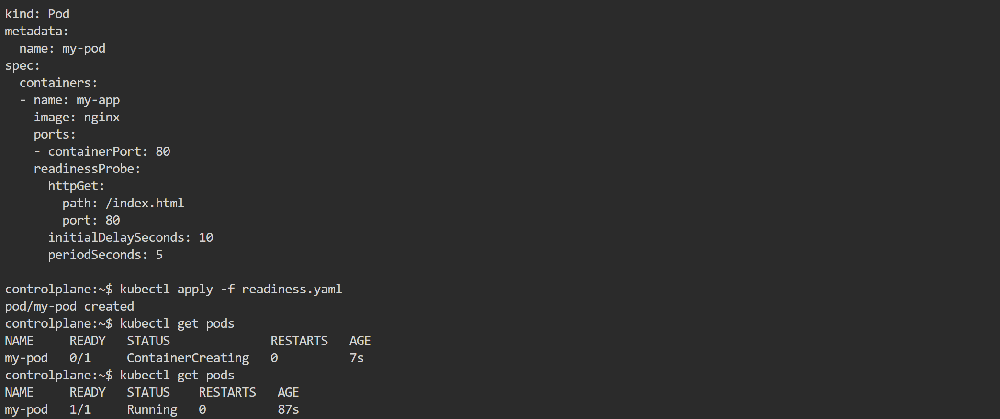 kind: Pod
metadata:
  name: my-pod
spec:
  containers:
  - name: my-app
    image: nginx
    ports:
    - containerPort: 80
    readinessProbe:
      httpGet:
        path: /index.html
        port: 80
      initialDelaySeconds: 10
      periodSeconds: 5

controlplane:~$ kubectl apply -f readiness.yaml
pod/my-pod created
controlplane:~$ kubectl get pods
NAME     READY   STATUS              RESTARTS   AGE
my-pod   0/1     ContainerCreating   0          7s
controlplane:~$ kubectl get pods
NAME     READY   STATUS    RESTARTS   AGE
my-pod   1/1     Running   0          87s